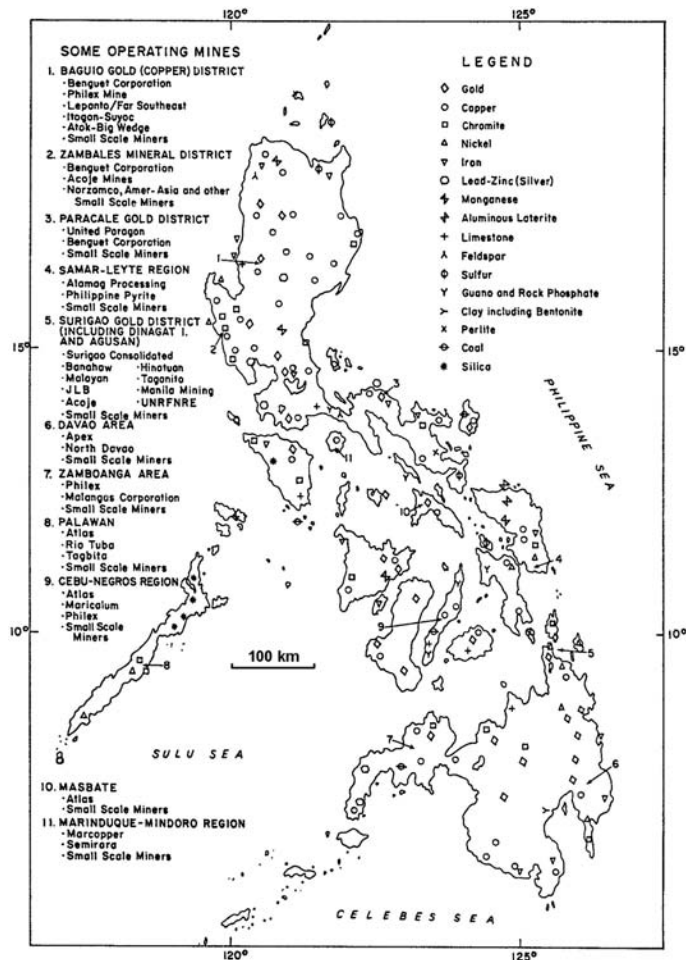 120°
125°
SOME OPERATING MINES
1. BAGUIO GOLD (COPPER) DISTRICT
·Benguet Corporation
·Philex Mine
·Lepanto/Far Southeast
·Itogon-Suyoc
·Atok-Big Wedge
·Small Scale Miners
2. ZAMBALES MINERAL DISTRICT
·Benguet Corporation
·Acoje Mines
·Norzamco, Amer-Asia and other
Small Scale Miners
3. PARACALE GOLD DISTRICT
·United Paragon
·Benguet Corporation
·Small Scale Miners
4. SAMAR-LEYTE REGION
·Atamag Processing
·Philippine Pyrite
·Small Scale Miners
5. SURIGAO GOLD DISTRICT
(INCLUDING DINAGAT I.
AND AGUSAN)
·Surigao Consolidated
·Banahaw ·Hinatuan
·Malayan ·Taganito
·JLB ·Manila Mining
·Acoje ·UNRFNRE
·Small Scale Miners
6. DAVAO AREA
·Apex
·North Davao
·Small Scale Miners
7. ZAMBOANGA AREA
·Philex
·Malangas Corporation
·Small Scale Miners
8. PALAWAN
·Atlas
·Rio Tuba
·Tagbita
·Small Scale Miners
9. CEBU-NEGROS REGION
·Atlas
·Maricalum
·Philex
·Small Scale
Miners
10. MASBATE
·Atlas
·Small Scale Miners
11. MARINDUQUE-MINDORO REGION
·Marcopper
·Semirara
·Small Scale Miners
LEGEND
Gold
Copper
Chromite
Nickel
Iron
Lead-Zinc (Silver)
Manganese
Aluminous Laterite
Limestone
Feldspar
Sulfur
Guano and Rock Phosphate
Clay including Bentonite
Perlite
Coal
Silica
1
2
15°
15°
3
PHILIPPINE SEA
11
10
4
9
10°
10°
100 km
5
8
SULU SEA
7
6
CELEBES SEA
120°
125°